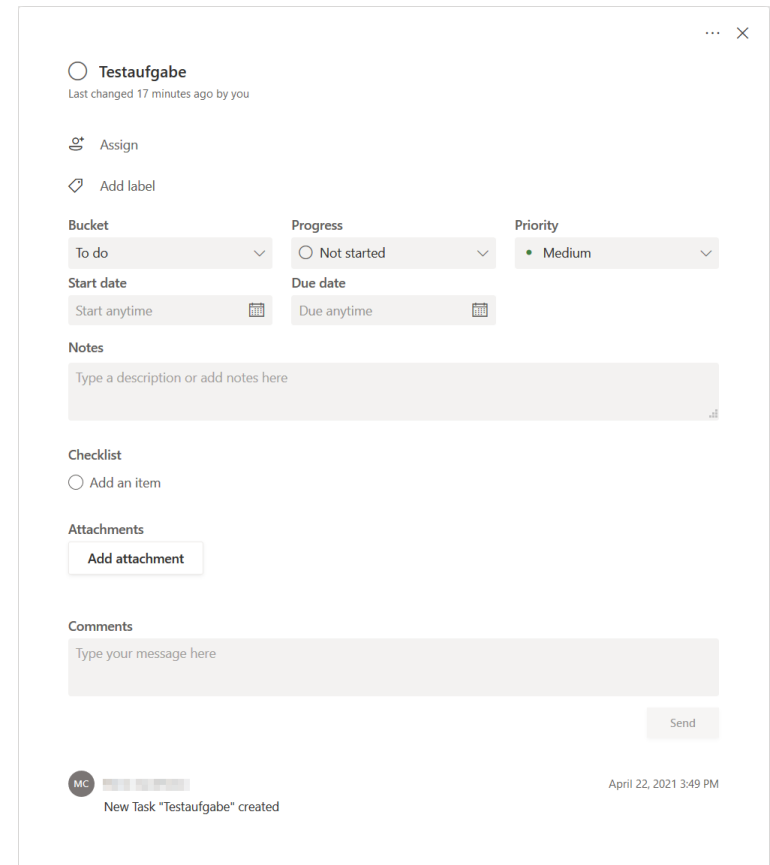 Testaufgabe
Last changed 17 minutes ago by you
Assign
Add label
Bucket Progress Priority
To do Not started Medium
Start date Due date
Start anytime Due anytime
Notes
Type a description or add notes here
Checklist
Add an item
Attachments
Add attachment
Comments
Type your message here
Send
MC April 22, 2021 3:49 PM
New Task "Testaufgabe" created